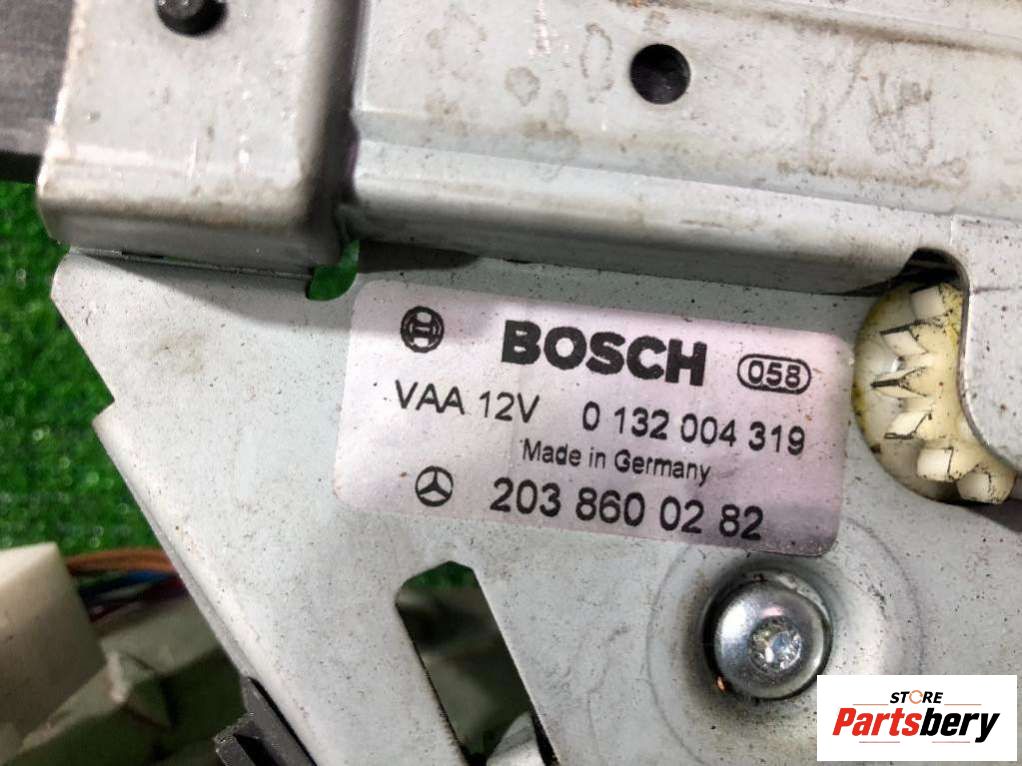 BOSCH 058
VAA 12V 0 132 004 319
Made in Germany
203 860 02 82
STORE
Partsbery